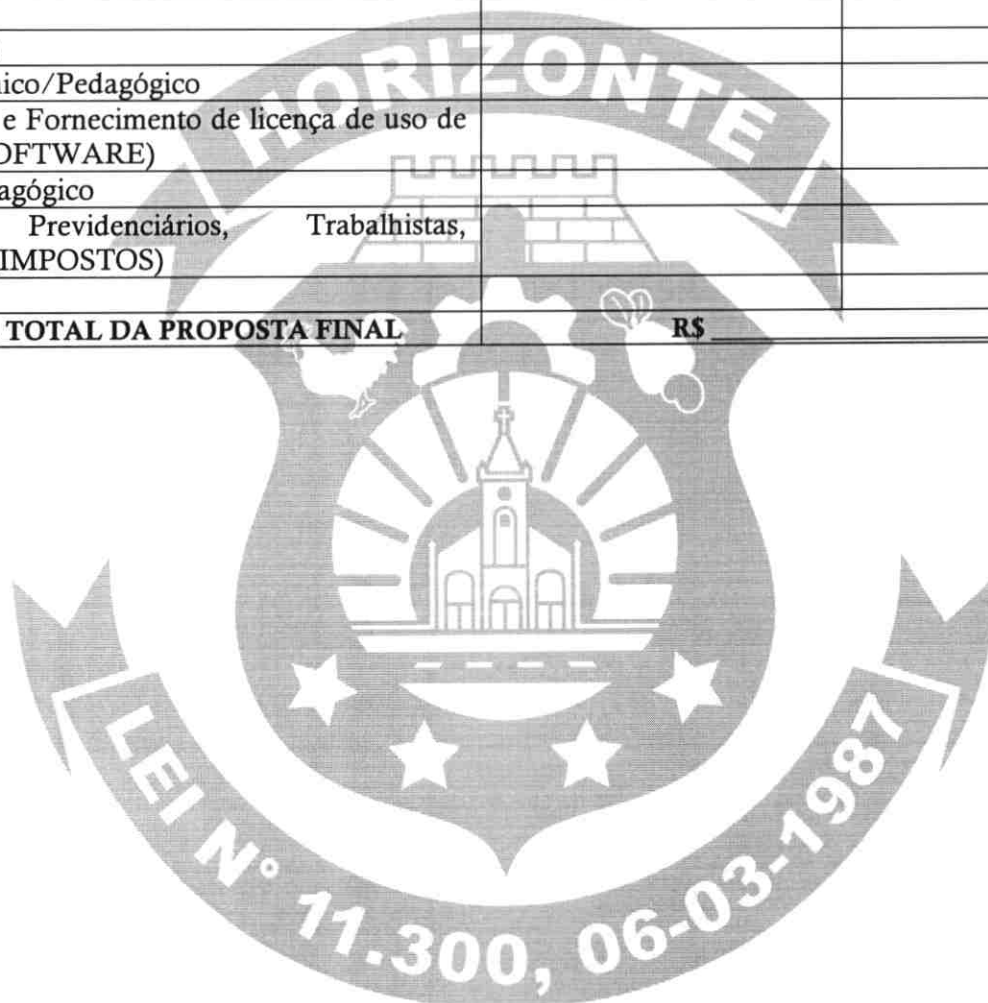 HORIZONTE
ico/Pedagógico
e Fornecimento de licença de uso de
OFTWARE)
agógico
Previdenciários, Trabalhistas,
IMPOSTOS)
TOTAL DA PROPOSTA FINAL R$ ____________
LEI N° 11.300, 06-03-1987